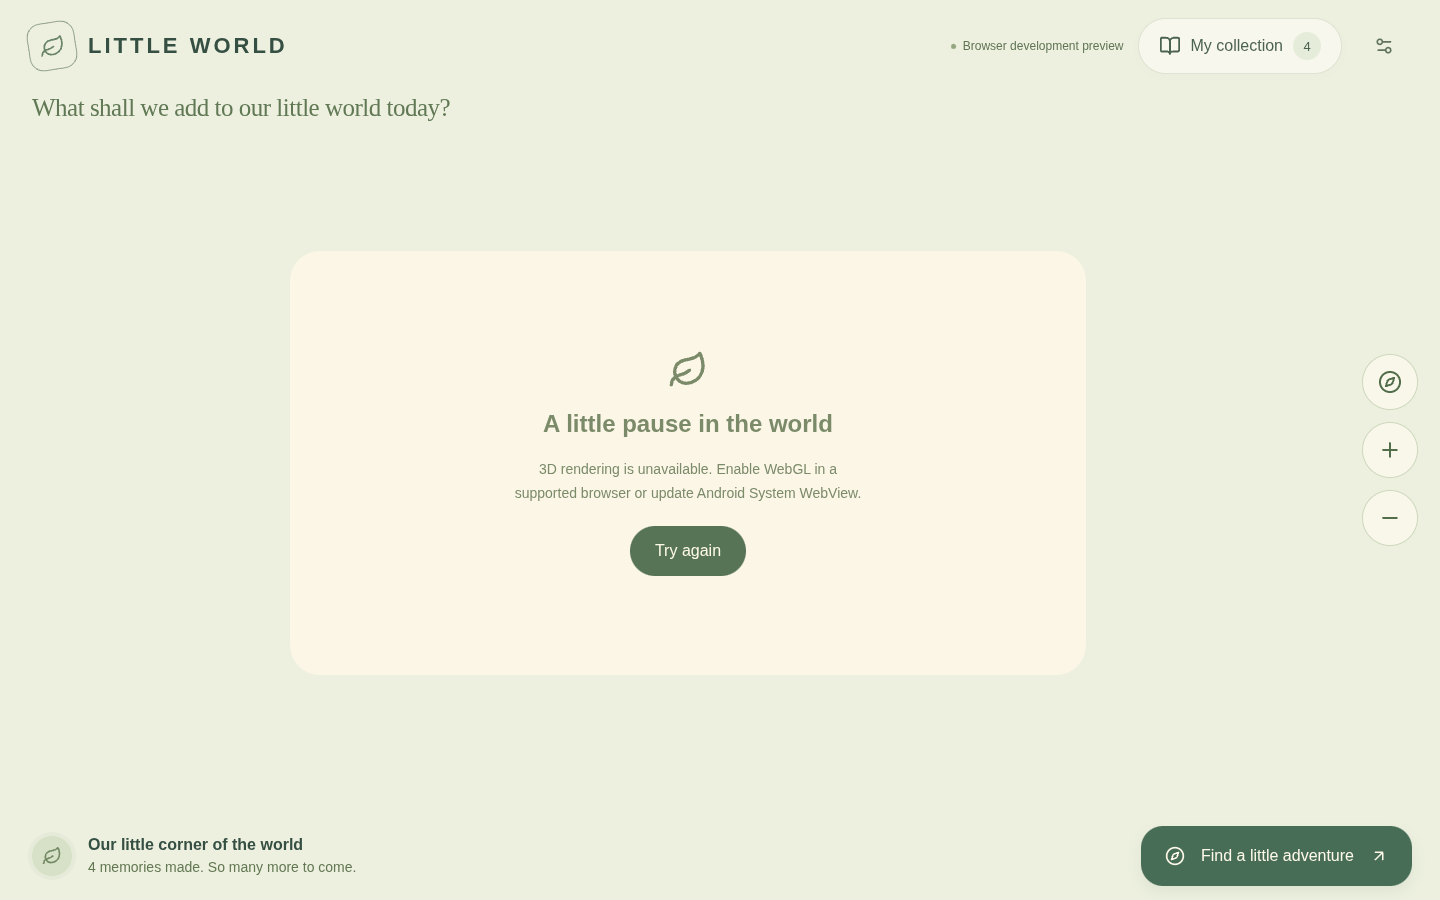 LITTLE WORLD
Browser development preview
My collection 4
What shall we add to our little world today?
A little pause in the world
3D rendering is unavailable. Enable WebGL in a
supported browser or update Android System WebView.
Try again
Our little corner of the world
4 memories made. So many more to come.
Find a little adventure